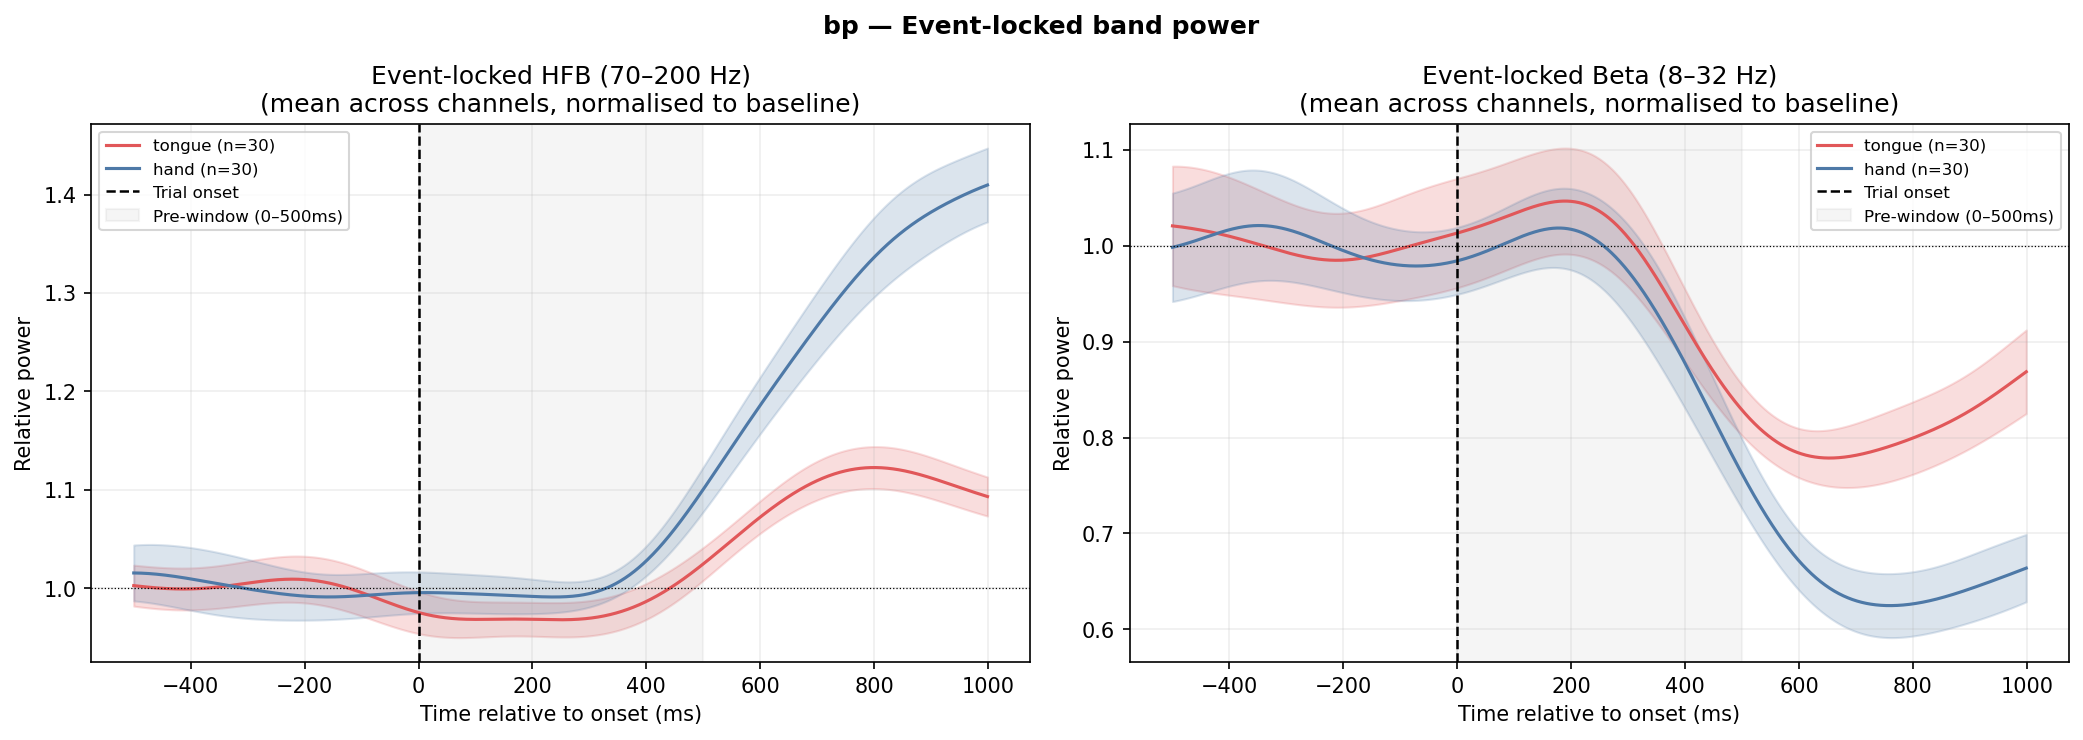 bp — Event-locked band power
Event-locked HFB (70–200 Hz)
(mean across channels, normalised to baseline)
tongue (n=30)
hand (n=30)
Trial onset
Pre-window (0–500ms)
Relative power
1.4
1.3
1.2
1.1
1.0
−400 −200 0 200 400 600 800 1000
Time relative to onset (ms)
Event-locked Beta (8–32 Hz)
(mean across channels, normalised to baseline)
tongue (n=30)
hand (n=30)
Trial onset
Pre-window (0–500ms)
Relative power
1.1
1.0
0.9
0.8
0.7
0.6
−400 −200 0 200 400 600 800 1000
Time relative to onset (ms)